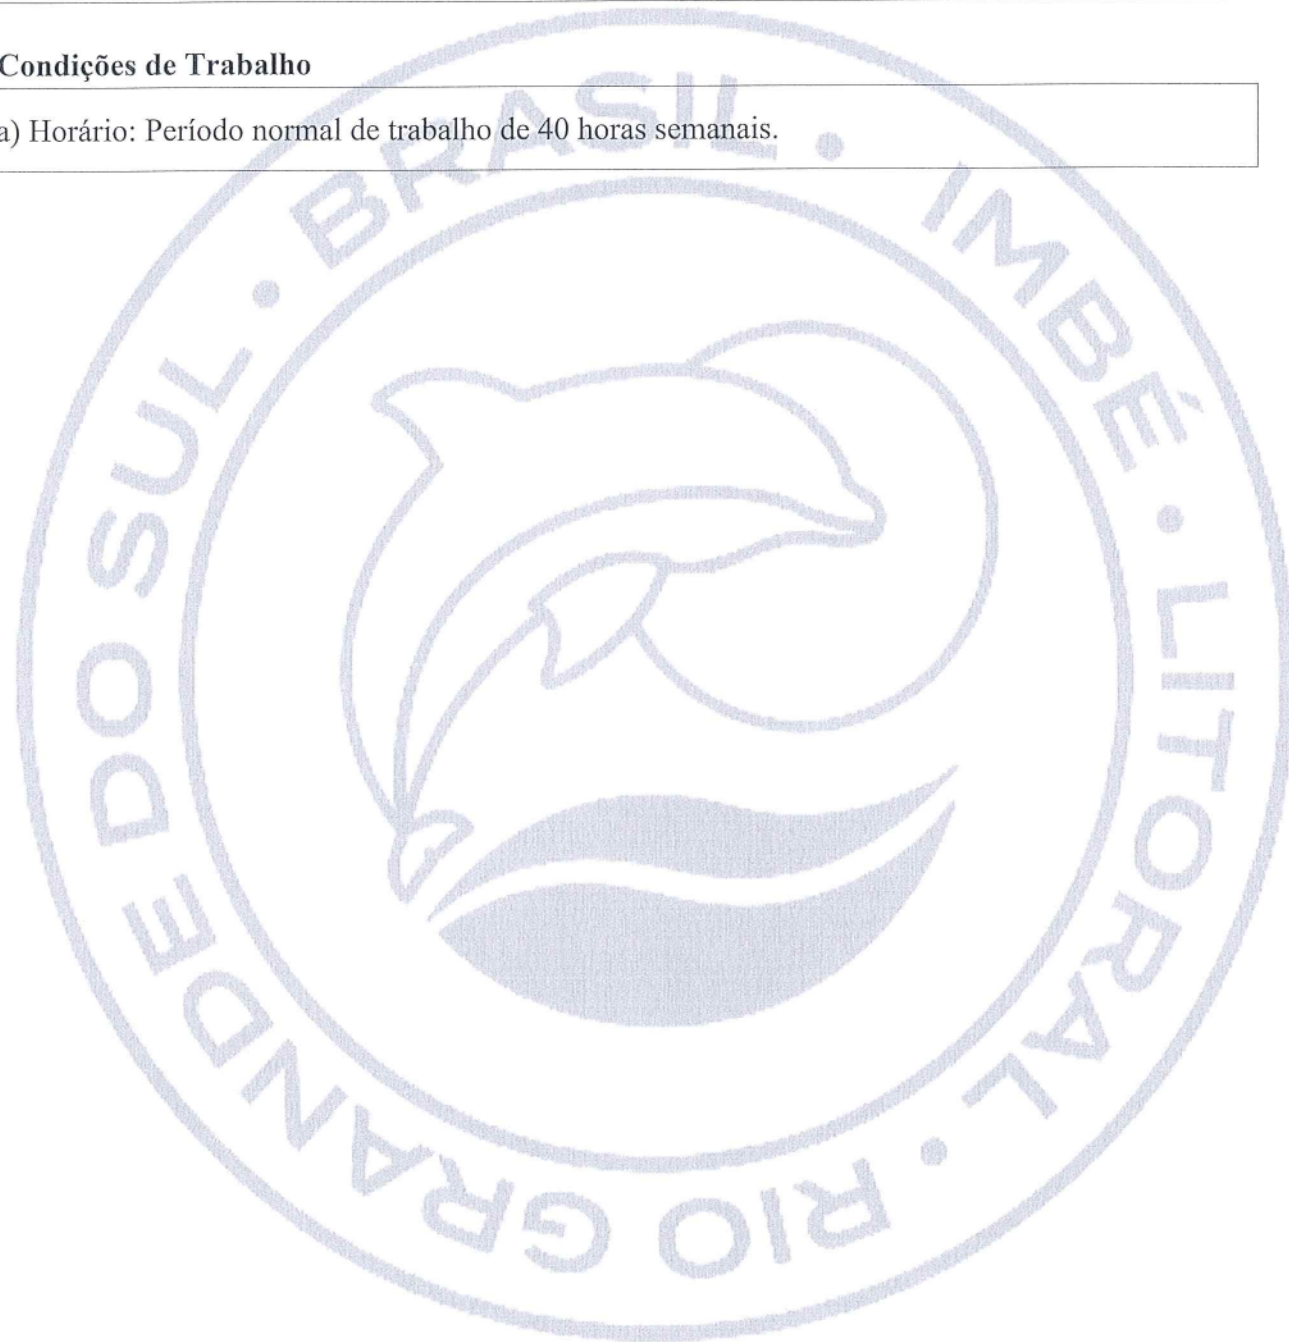 Condições de Trabalho
a) Horário: Período normal de trabalho de 40 horas semanais.
BRASIL • IMBÉ • LITORAL • RIO GRANDE DO SUL •